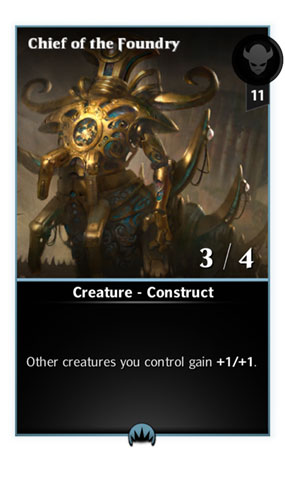 Chief of the Foundry
11
3 / 4
Creature - Construct
Other creatures you control gain +1/+1.